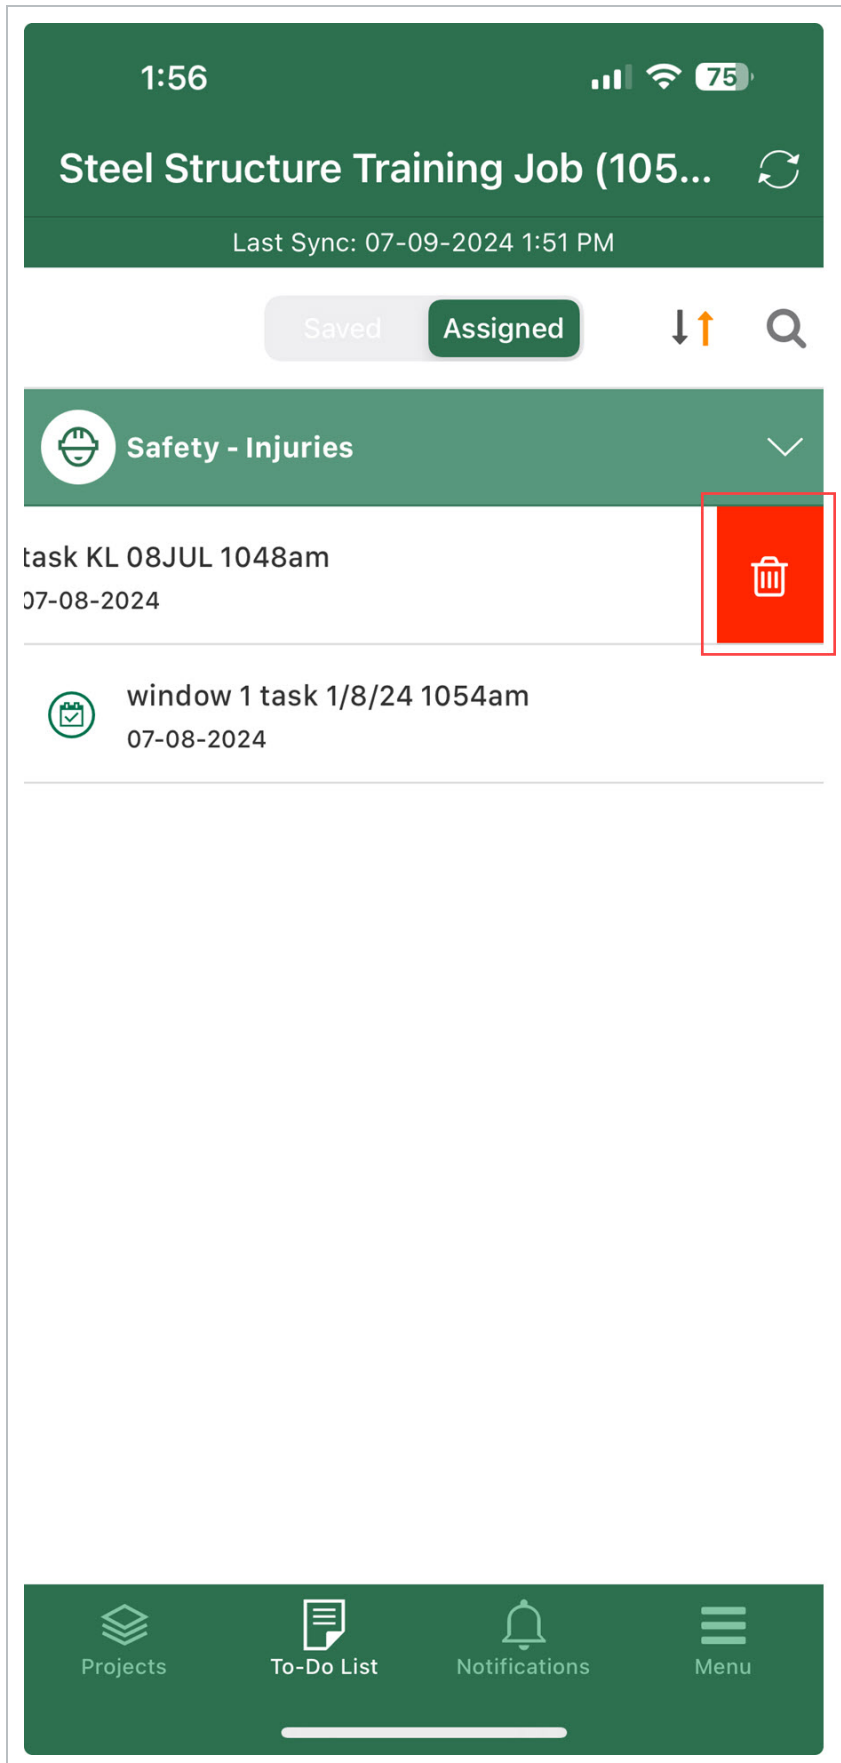 1:56
75
Steel Structure Training Job (105...
Last Sync: 07-09-2024 1:51 PM
Saved
Assigned
Safety - Injuries
task KL 08JUL 1048am
07-08-2024
window 1 task 1/8/24 1054am
07-08-2024
Projects
To-Do List
Notifications
Menu